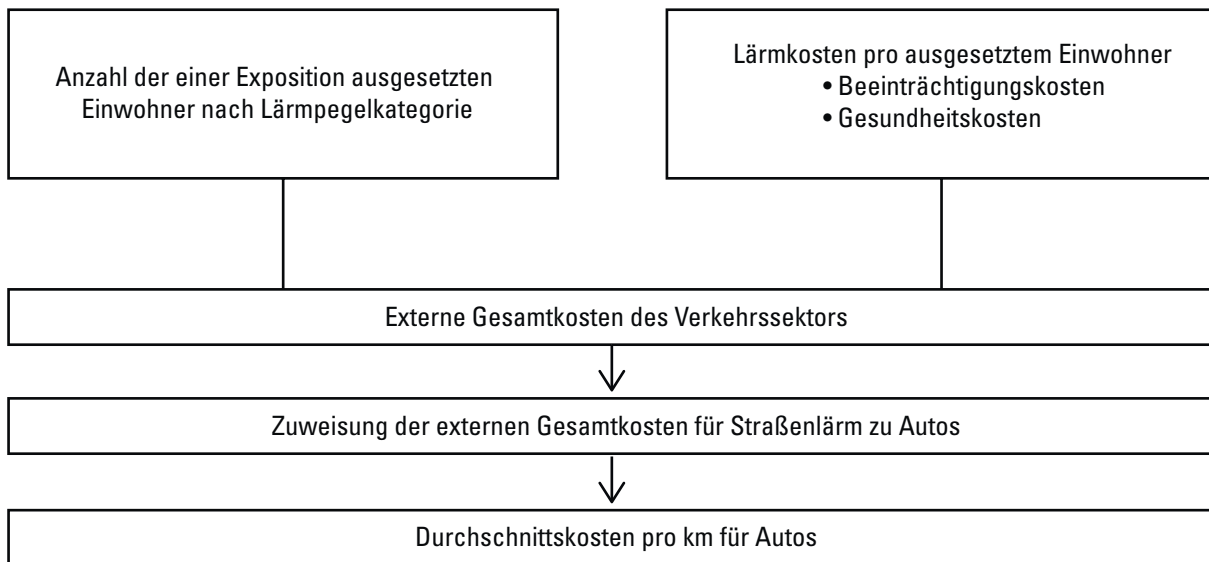 Anzahl der einer Exposition ausgesetzten
Einwohner nach Lärmpegelkategorie
Lärmkosten pro ausgesetztem Einwohner
• Beeinträchtigungskosten
• Gesundheitskosten
Externe Gesamtkosten des Verkehrssektors
Zuweisung der externen Gesamtkosten für Straßenlärm zu Autos
Durchschnittskosten pro km für Autos